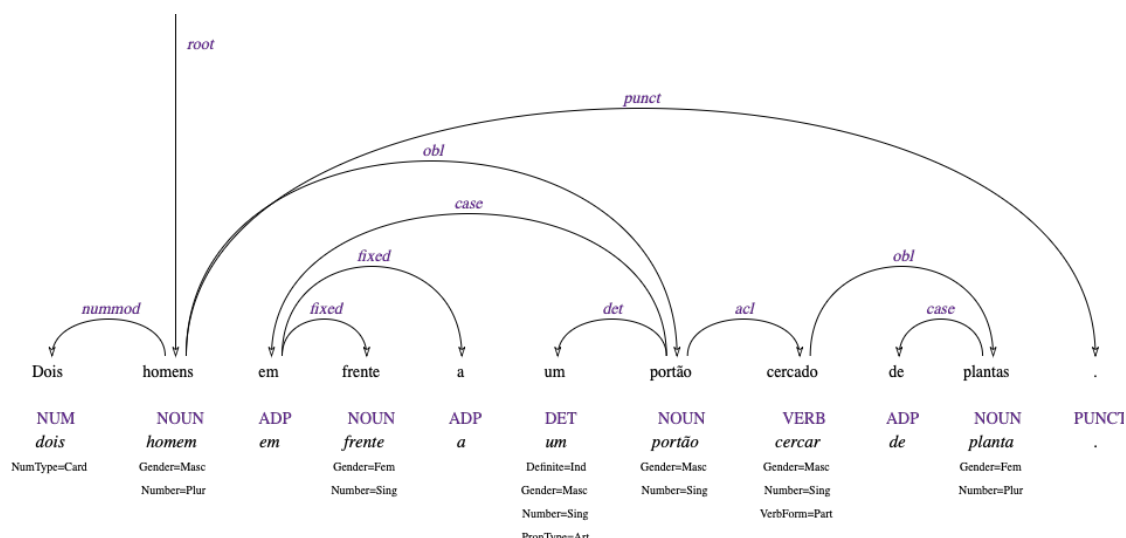 root
punct
obl
case
fixed obl
nummod fixed det acl case
Dois homens em frente a um portão cercado de plantas .
NUM NOUN ADP NOUN ADP DET NOUN VERB ADP NOUN PUNCT
dois homem em frente a um portão cercar de planta .
NumType=Card Gender=Masc Gender=Fem Definite=Ind Gender=Masc Gender=Masc Gender=Fem
Number=Plur Number=Sing Gender=Masc Number=Sing Number=Sing Number=Plur
Number=Sing VerbForm=Part
PronType=Art